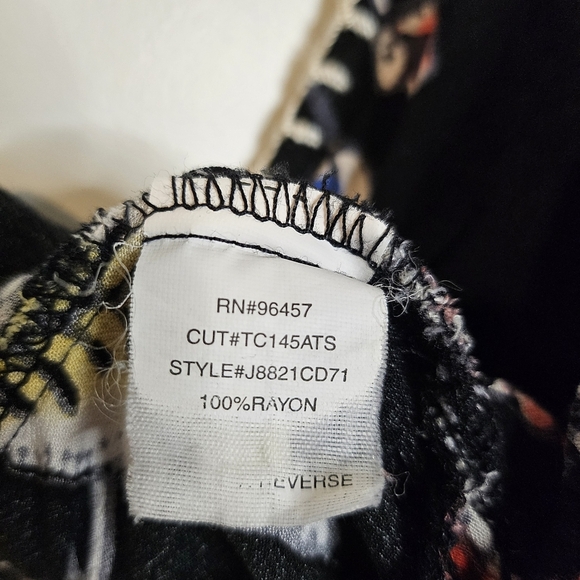 RN#96457
CUT#TC145ATS
STYLE#J8821CD71
100%RAYON
REVERSE